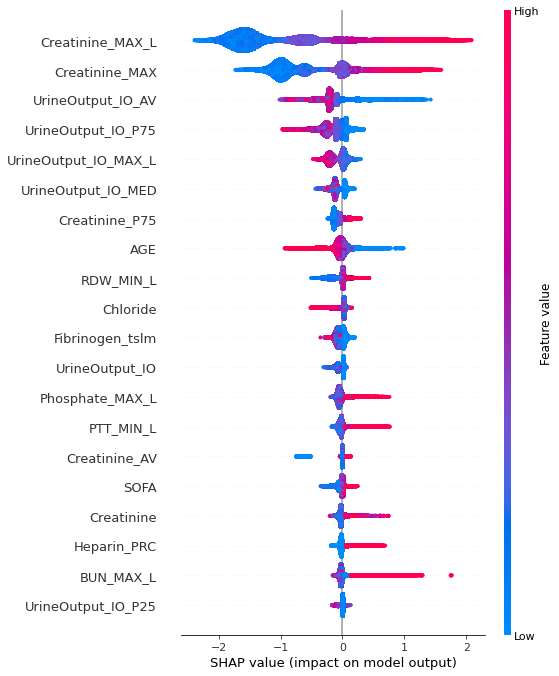 High
Creatinine_MAX_L
Creatinine_MAX
UrineOutput_IO_AV
UrineOutput_IO_P75
UrineOutput_IO_MAX_L
UrineOutput_IO_MED
Creatinine_P75
AGE
RDW_MIN_L
Chloride
Fibrinogen_tslm
UrineOutput_IO
Phosphate_MAX_L
PTT_MIN_L
Creatinine_AV
SOFA
Creatinine
Heparin_PRC
BUN_MAX_L
UrineOutput_IO_P25
Feature value
Low
−2 −1 0 1 2
SHAP value (impact on model output)